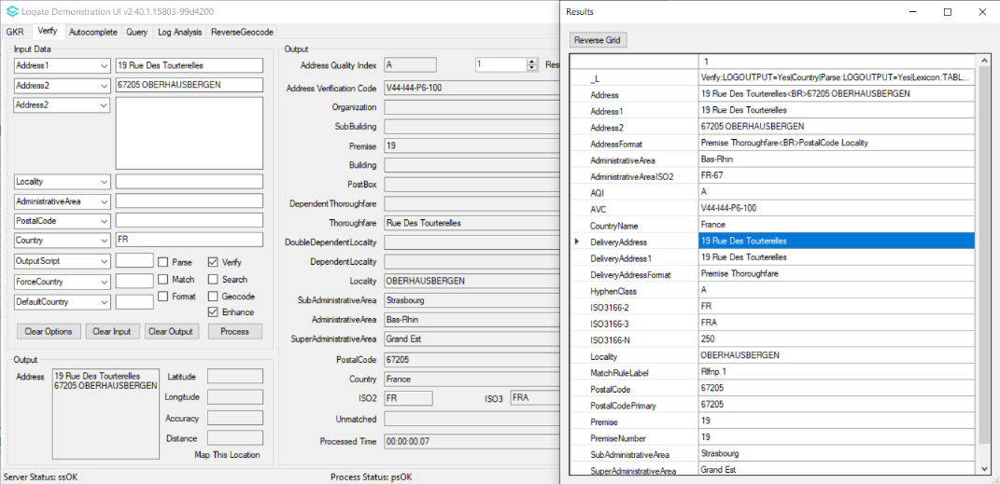 Loqate Demonstration UI v2.40.1.15803-99d4200
GKR Verify Autocomplete Query Log Analysis ReverseGeocode
Input Data
Address1 19 Rue Des Tourterelles
Address2 67205 OBERHAUSBERGEN
Address2
Locality
AdministrativeArea
PostalCode
Country FR
OutputScript Parse Verify
ForceCountry Match Search
DefaultCountry Format Geocode
Enhance
Clear Options Clear Input Clear Output Process
Output
Address 19 Rue Des Tourterelles
67205 OBERHAUSBERGEN
Latitude
Longitude
Accuracy
Distance
Map This Location
Output
Address Quality Index A 1 Res
Address Verification Code V44-I44-P6-100
Organization
SubBuilding
Premise 19
Building
PostBox
DependentThoroughfare
Thoroughfare Rue Des Tourterelles
DoubleDependentLocality
DependentLocality
Locality OBERHAUSBERGEN
SubAdministrativeArea Strasbourg
AdministrativeArea Bas-Rhin
SuperAdministrativeArea Grand Est
PostalCode 67205
Country France
ISO2 FR ISO3 FRA
Unmatched
Processed Time 00:00:00.07
Server Status: ssOK Process Status: psOK
Results
Reverse Grid
1
_L Verify:LOGOUTPUT=Yes|Country|Parse:LOGOUTPUT=Yes|Lexicon:TABL...
Address 19 Rue Des Tourterelles<BR>67205 OBERHAUSBERGEN
Address1 19 Rue Des Tourterelles
Address2 67205 OBERHAUSBERGEN
AddressFormat Premise Thoroughfare<BR>PostalCode Locality
AdministrativeArea Bas-Rhin
AdministrativeAreaISO2 FR-67
AQI A
AVC V44-I44-P6-100
CountryName France
DeliveryAddress 19 Rue Des Tourterelles
DeliveryAddress1 19 Rue Des Tourterelles
DeliveryAddressFormat Premise Thoroughfare
HyphenClass A
ISO3166-2 FR
ISO3166-3 FRA
ISO3166-N 250
Locality OBERHAUSBERGEN
MatchRuleLabel Rlfnp 1
PostalCode 67205
PostalCodePrimary 67205
Premise 19
PremiseNumber 19
SubAdministrativeArea Strasbourg
SuperAdministrativeArea Grand Est